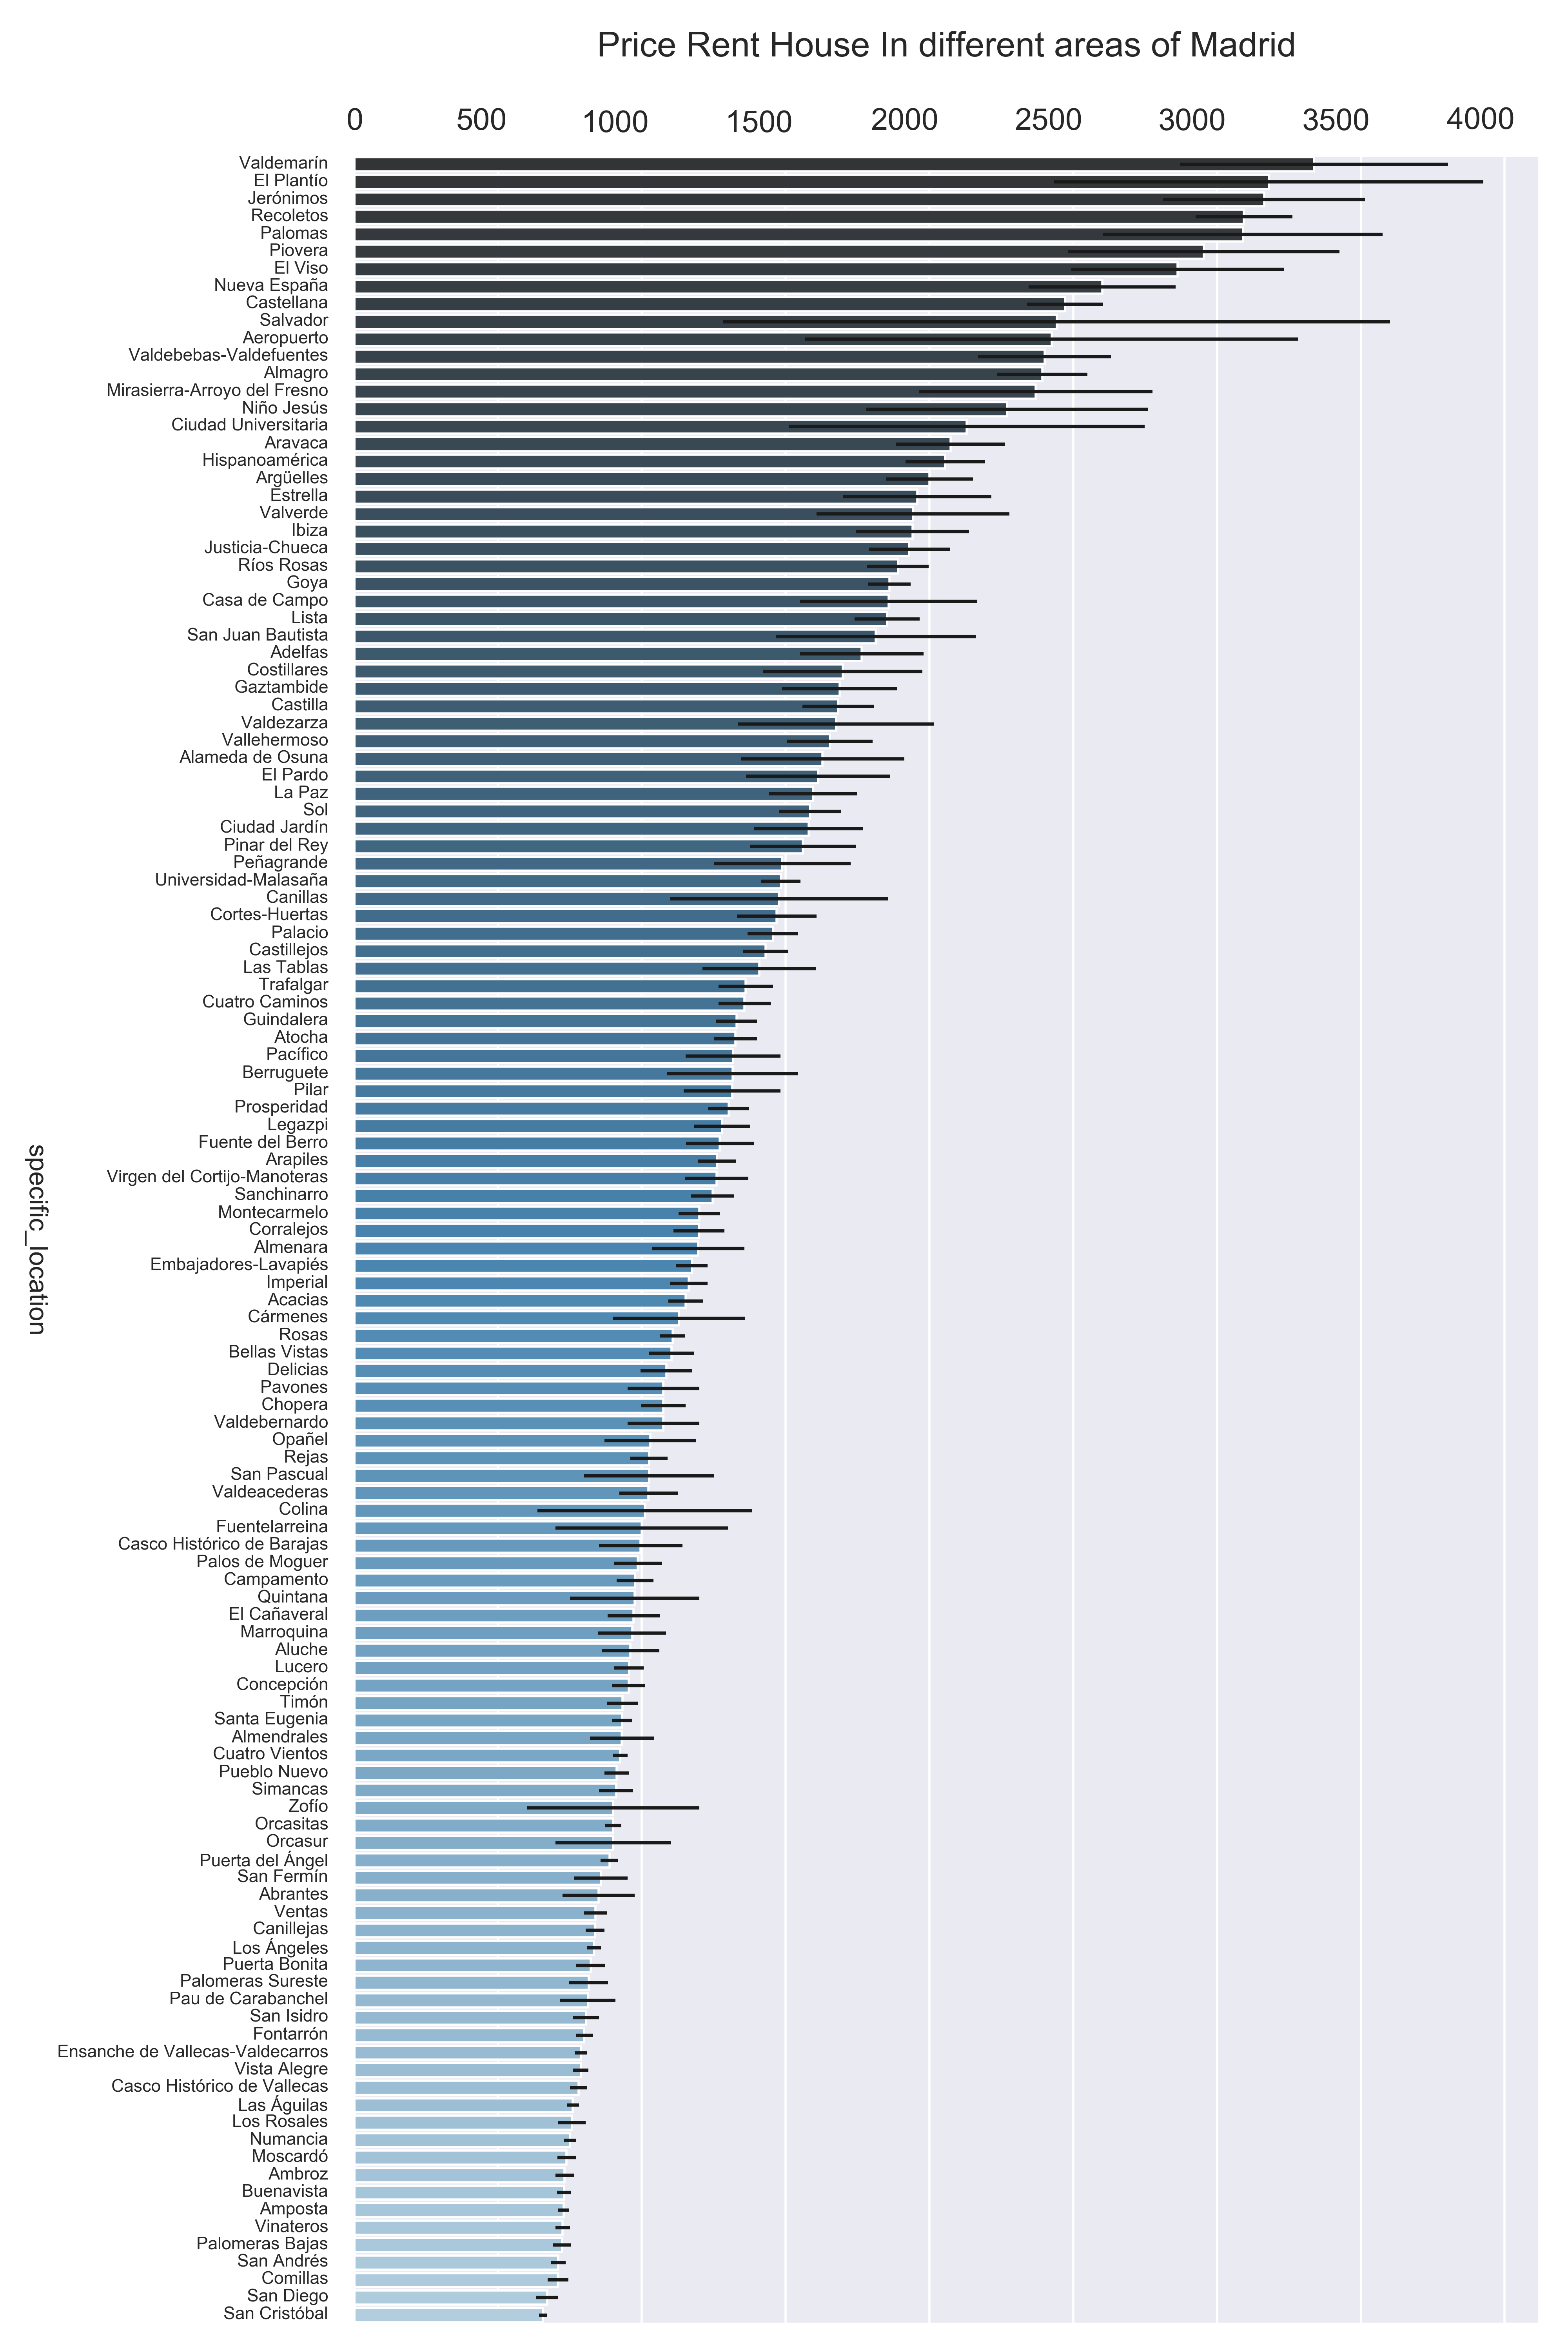 Price Rent House In different areas of Madrid
0 500 1000 1500 2000 2500 3000 3500 4000
Valdemarín
El Plantío
Jerónimos
Recoletos
Palomas
Piovera
El Viso
Nueva España
Castellana
Salvador
Aeropuerto
Valdebebas-Valdefuentes
Almagro
Mirasierra-Arroyo del Fresno
Niño Jesús
Ciudad Universitaria
Aravaca
Hispanoamérica
Argüelles
Estrella
Valverde
Ibiza
Justicia-Chueca
Ríos Rosas
Goya
Casa de Campo
Lista
San Juan Bautista
Adelfas
Costillares
Gaztambide
Castilla
Valdezarza
Vallehermoso
Alameda de Osuna
El Pardo
La Paz
Sol
Ciudad Jardín
Pinar del Rey
Peñagrande
Universidad-Malasaña
Canillas
Cortes-Huertas
Palacio
Castillejos
Las Tablas
Trafalgar
Cuatro Caminos
Guindalera
Atocha
Pacífico
Berruguete
Pilar
Prosperidad
Legazpi
Fuente del Berro
Arapiles
Virgen del Cortijo-Manoteras
Sanchinarro
Montecarmelo
Corralejos
Almenara
Embajadores-Lavapiés
Imperial
Acacias
Cármenes
Rosas
Bellas Vistas
Delicias
Pavones
Chopera
Valdebernardo
Opañel
Rejas
San Pascual
Valdeacederas
Colina
Fuentelarreina
Casco Histórico de Barajas
Palos de Moguer
Campamento
Quintana
El Cañaveral
Marroquina
Aluche
Lucero
Concepción
Timón
Santa Eugenia
Almendrales
Cuatro Vientos
Pueblo Nuevo
Simancas
Zofío
Orcasitas
Orcasur
Puerta del Ángel
San Fermín
Abrantes
Ventas
Canillejas
Los Ángeles
Puerta Bonita
Palomeras Sureste
Pau de Carabanchel
San Isidro
Fontarrón
Ensanche de Vallecas-Valdecarros
Vista Alegre
Casco Histórico de Vallecas
Las Águilas
Los Rosales
Numancia
Moscardó
Ambroz
Buenavista
Amposta
Vinateros
Palomeras Bajas
San Andrés
Comillas
San Diego
San Cristóbal
specific_location